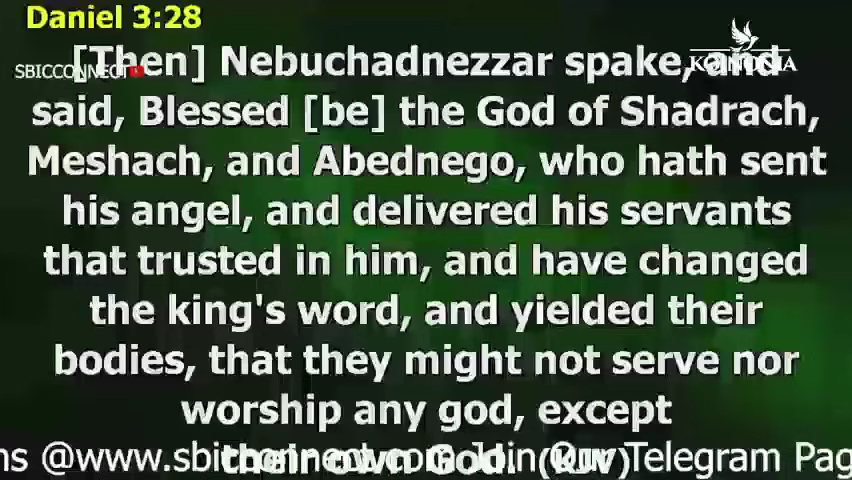 Daniel 3:28
[Then] Nebuchadnezzar spake, and
SBICCONNECT
KOINONIA
said, Blessed [be] the God of Shadrach,
Meshach, and Abednego, who hath sent
his angel, and delivered his servants
that trusted in him, and have changed
the king's word, and yielded their
bodies, that they might not serve nor
worship any god, except
their own God. (KJV)
ns @www.sbicconnect.com Join Our Telegram Pag